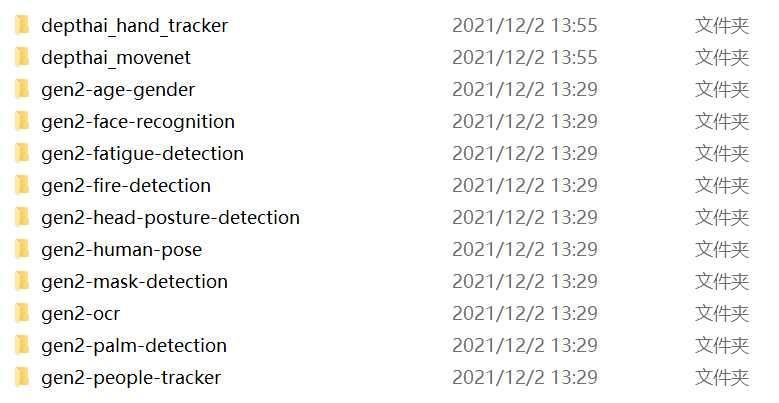 depthai_hand_tracker 2021/12/2 13:55 文件夹
depthai_movenet 2021/12/2 13:55 文件夹
gen2-age-gender 2021/12/2 13:29 文件夹
gen2-face-recognition 2021/12/2 13:29 文件夹
gen2-fatigue-detection 2021/12/2 13:29 文件夹
gen2-fire-detection 2021/12/2 13:29 文件夹
gen2-head-posture-detection 2021/12/2 13:29 文件夹
gen2-human-pose 2021/12/2 13:29 文件夹
gen2-mask-detection 2021/12/2 13:29 文件夹
gen2-ocr 2021/12/2 13:29 文件夹
gen2-palm-detection 2021/12/2 13:29 文件夹
gen2-people-tracker 2021/12/2 13:29 文件夹